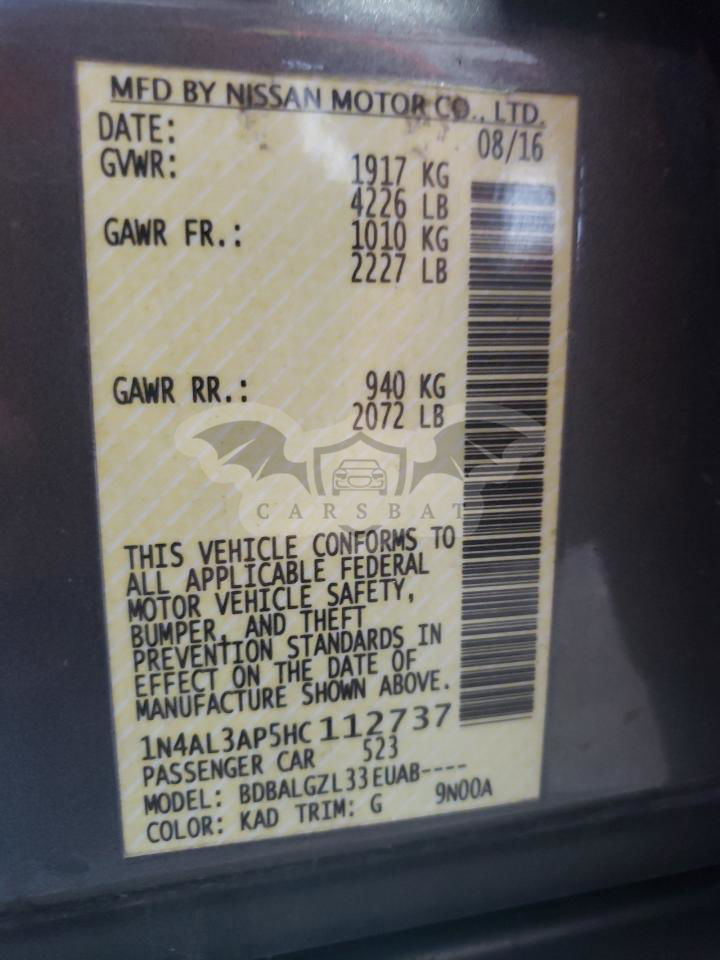 MFD BY NISSAN MOTOR CO., LTD.
DATE: 08/16
GVWR: 1917 KG
4226 LB
GAWR FR.: 1010 KG
2227 LB
GAWR RR.: 940 KG
2072 LB
CARSBAT
THIS VEHICLE CONFORMS TO
ALL APPLICABLE FEDERAL
MOTOR VEHICLE SAFETY,
BUMPER, AND THEFT
PREVENTION STANDARDS IN
EFFECT ON THE DATE OF
MANUFACTURE SHOWN ABOVE.
1N4AL3AP5HC112737
PASSENGER CAR 523
MODEL: BDBALGZL33EUAB----
COLOR: KAD TRIM: G 9N00A